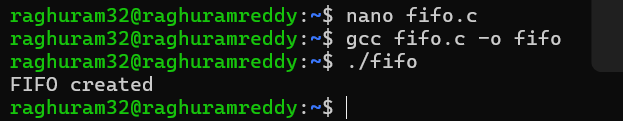 raghuram32@raghuramreddy:~$ nano fifo.c
raghuram32@raghuramreddy:~$ gcc fifo.c -o fifo
raghuram32@raghuramreddy:~$ ./fifo
FIFO created
raghuram32@raghuramreddy:~$